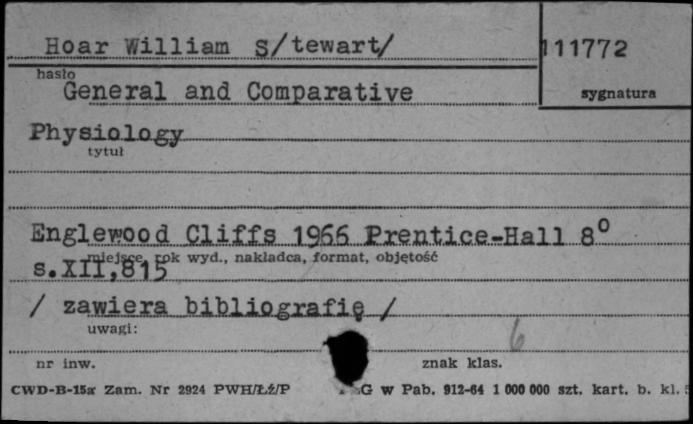 Hoar William S/tewart/
111772
hasło
sygnatura
General and Comparative
Physiology
tytuł
Englewood Cliffs 1966 Prentice-Hall 8°
miejsce, rok wyd., nakładca, format, objętość
s.XII,815
/ zawiera bibliografię /
uwagi:
6
nr inw.
znak klas.
CWD-B-15a Zam. Nr 2924 PWH/Łź/P G w Pab. 912-64 1 000 000 szt. kart. b. kl.